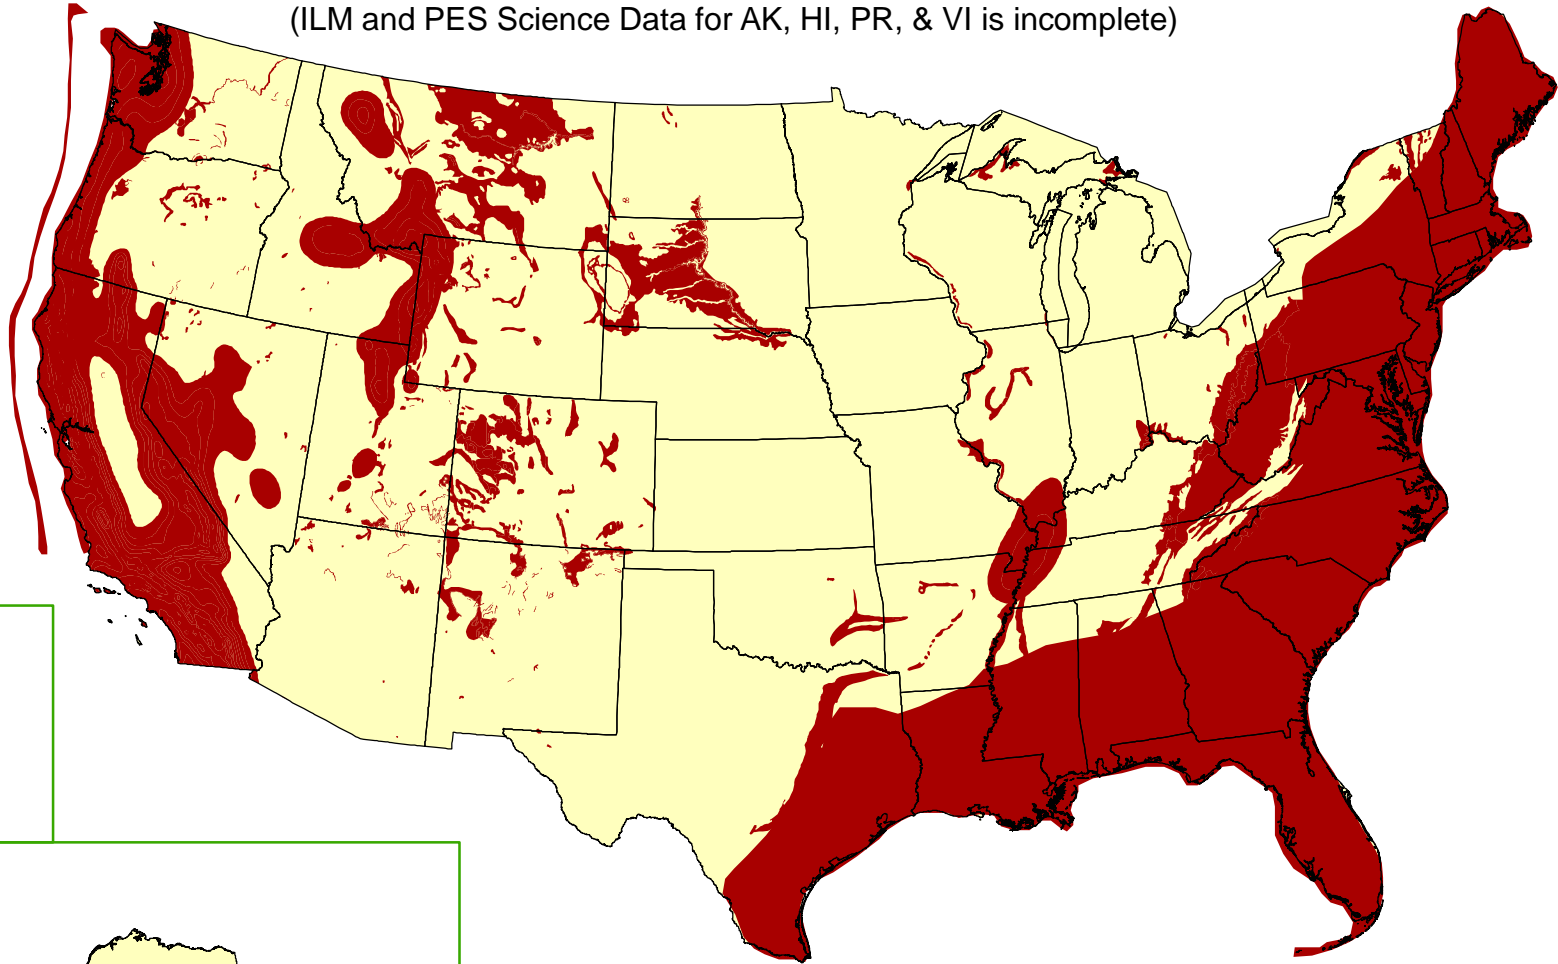 (ILM and PES Science Data for AK, HI, PR, & VI is incomplete)